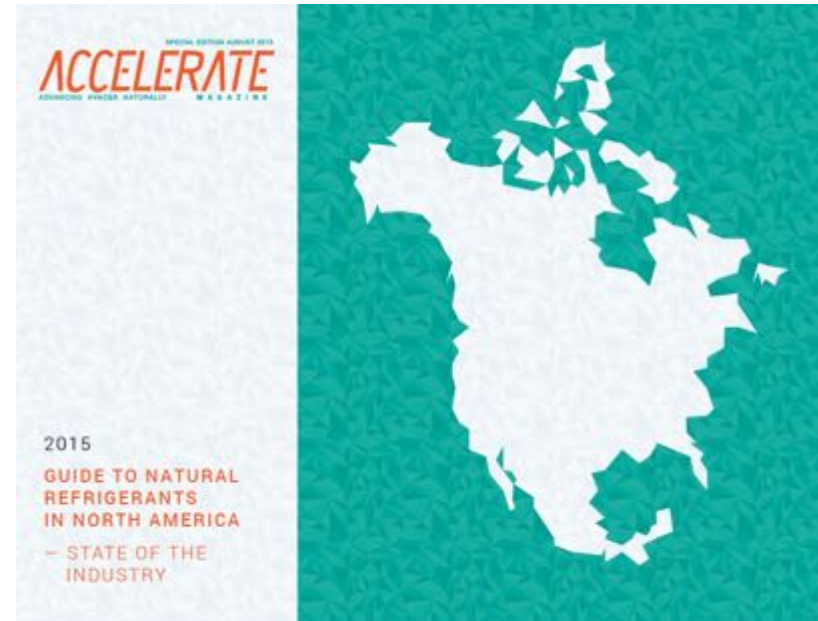 SPECIAL EDITION AUGUST 2015
ACCELERATE
ADVANCING HVAC&R NATURALLY MAGAZINE
2015
GUIDE TO NATURAL
REFRIGERANTS
IN NORTH AMERICA
– STATE OF THE
INDUSTRY